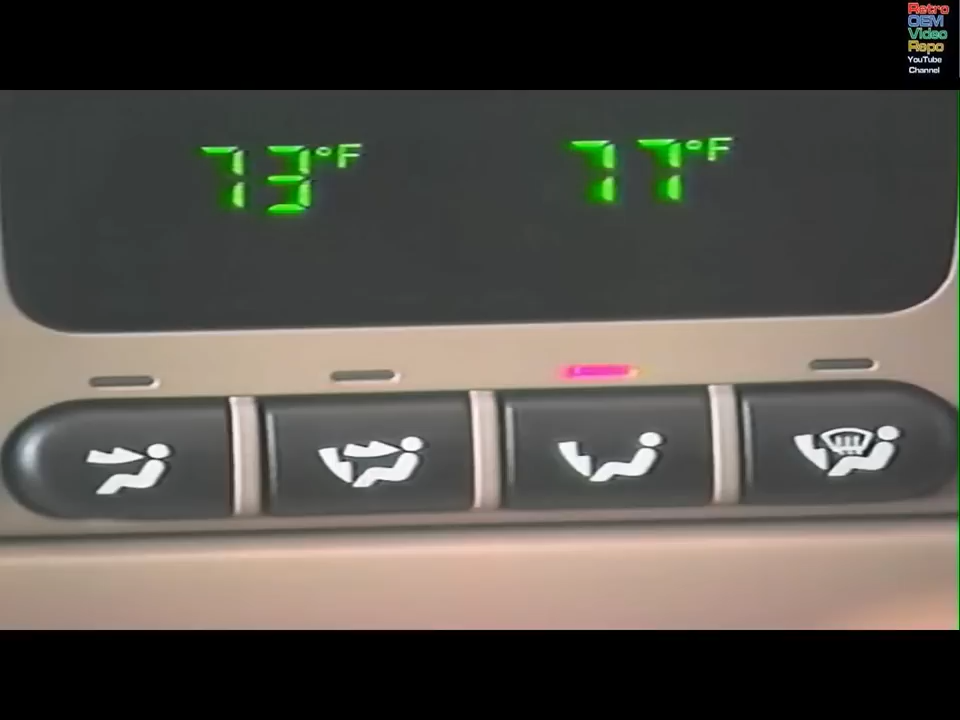 Retro
OEM
Video
Repo
YouTube
Channel
73°F 77°F